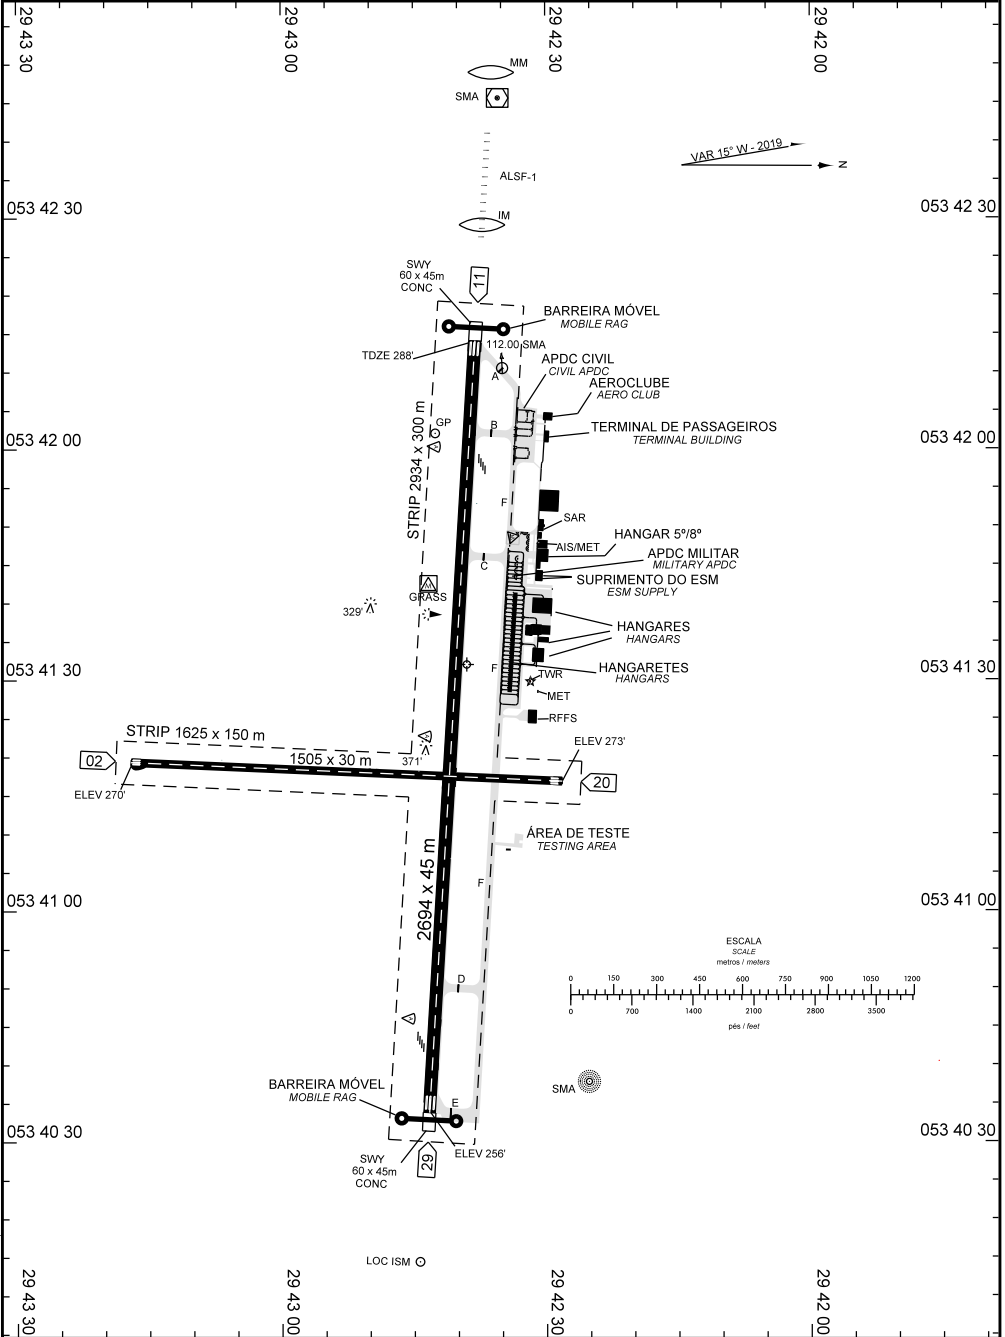 29 43 30
29 43 00
29 42 30
29 42 00
MM
SMA
ALSF-1
VAR 15° W - 2019
N
053 42 30
053 42 30
IM
SWY
60 x 45m
CONC
11
BARREIRA MÓVEL
MOBILE RAG
112.00 SMA
TDZE 288'
A
APDC CIVIL
CIVIL APDC
AEROCLUBE
AERO CLUB
GP
B
TERMINAL DE PASSAGEIROS
TERMINAL BUILDING
053 42 00
053 42 00
STRIP 2934 x 300 m
F
SAR
HANGAR 5º/8º
AIS/MET
APDC MILITAR
MILITARY APDC
C
SUPRIMENTO DO ESM
ESM SUPPLY
GRASS
329'
HANGARES
HANGARS
F
HANGARETES
HANGARS
053 41 30
053 41 30
TWR
MET
RFFS
STRIP 1625 x 150 m
ELEV 273'
02
1505 x 30 m
371'
20
ELEV 270'
ÁREA DE TESTE
TESTING AREA
2694 x 45 m
F
053 41 00
053 41 00
ESCALA
SCALE
metros / meters
0 150 300 450 600 750 900 1050 1200
0 700 1400 2100 2800 3500
pés / feet
D
SMA
BARREIRA MÓVEL
MOBILE RAG
E
053 40 30
053 40 30
ELEV 256'
SWY
60 x 45m
CONC
29
LOC ISM
29 43 30
29 43 00
29 42 30
29 42 00